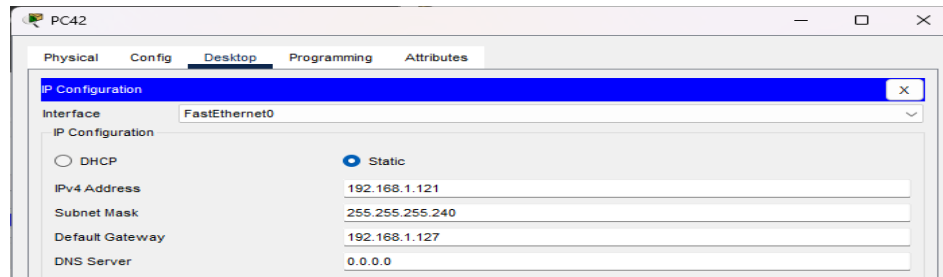 PC42
Physical Config Desktop Programming Attributes
IP Configuration
X
Interface FastEthernet0
IP Configuration
DHCP Static
IPv4 Address 192.168.1.121
Subnet Mask 255.255.255.240
Default Gateway 192.168.1.127
DNS Server 0.0.0.0